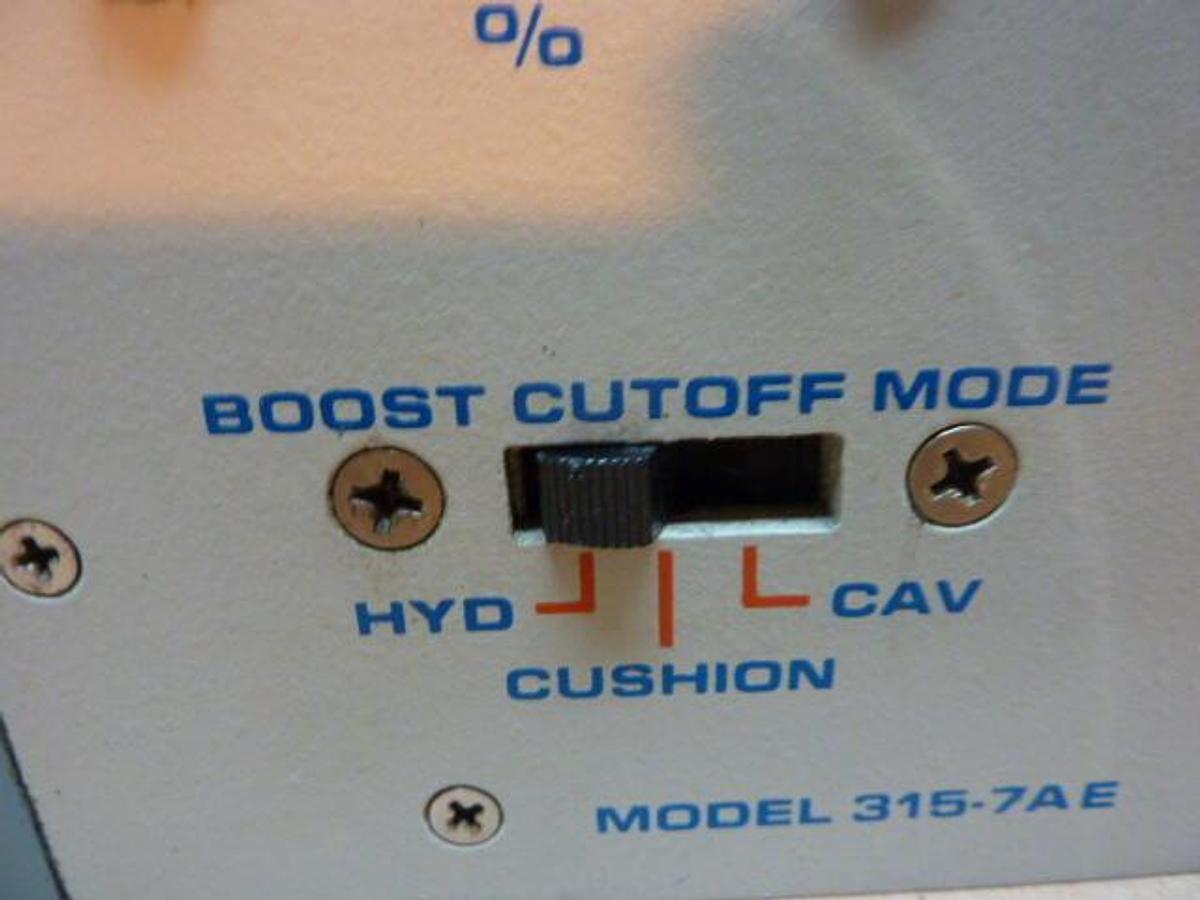 %
BOOST CUTOFF MODE
HYD CAV
CUSHION
MODEL 315-7AE